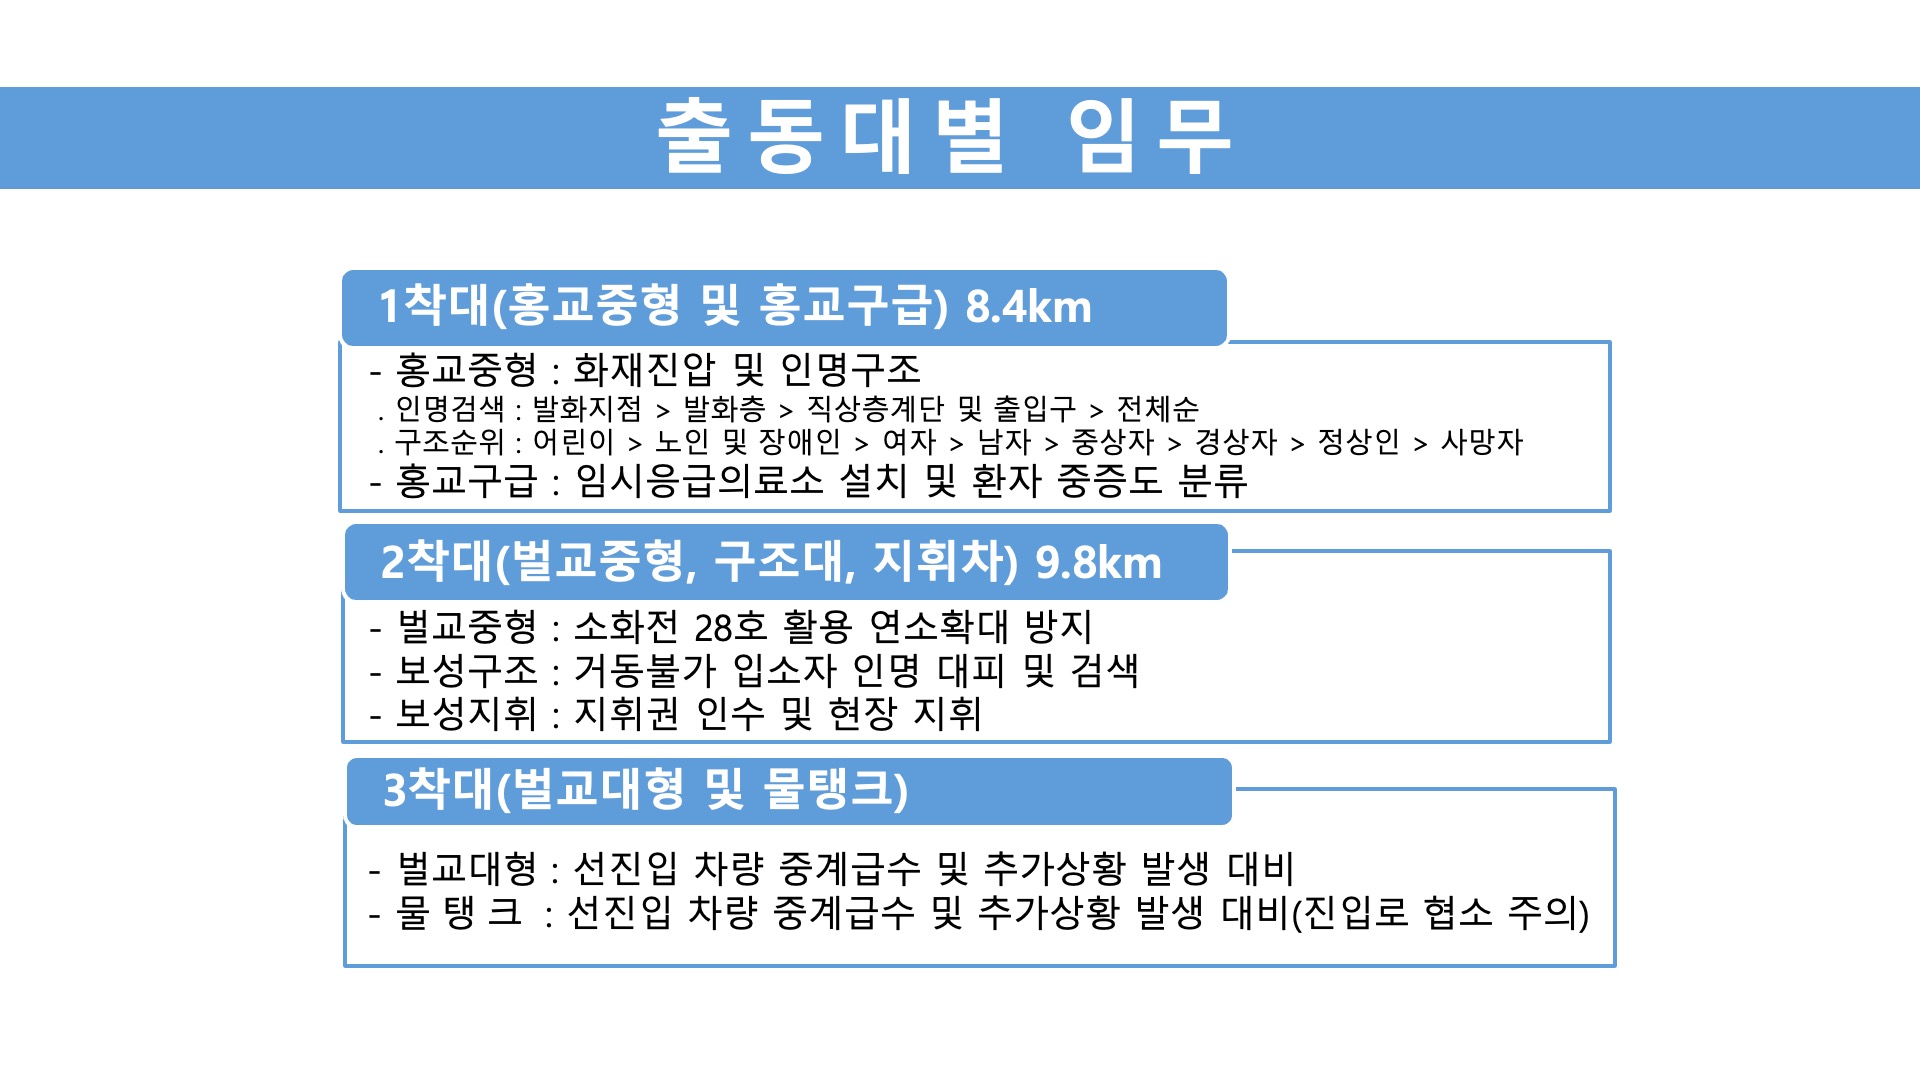 출동대별 임무
1착대(홍교중형 및 홍교구급) 8.4km
- 홍교중형 : 화재진압 및 인명구조
. 인명검색 : 발화지점 > 발화층 > 직상층계단 및 출입구 > 전체순
. 구조순위 : 어린이 > 노인 및 장애인 > 여자 > 남자 > 중상자 > 경상자 > 정상인 > 사망자
- 홍교구급 : 임시응급의료소 설치 및 환자 중증도 분류
2착대(벌교중형, 구조대, 지휘차) 9.8km
- 벌교중형 : 소화전 28호 활용 연소확대 방지
- 보성구조 : 거동불가 입소자 인명 대피 및 검색
- 보성지휘 : 지휘권 인수 및 현장 지휘
3착대(벌교대형 및 물탱크)
- 벌교대형 : 선진입 차량 중계급수 및 추가상황 발생 대비
- 물 탱 크 : 선진입 차량 중계급수 및 추가상황 발생 대비(진입로 협소 주의)